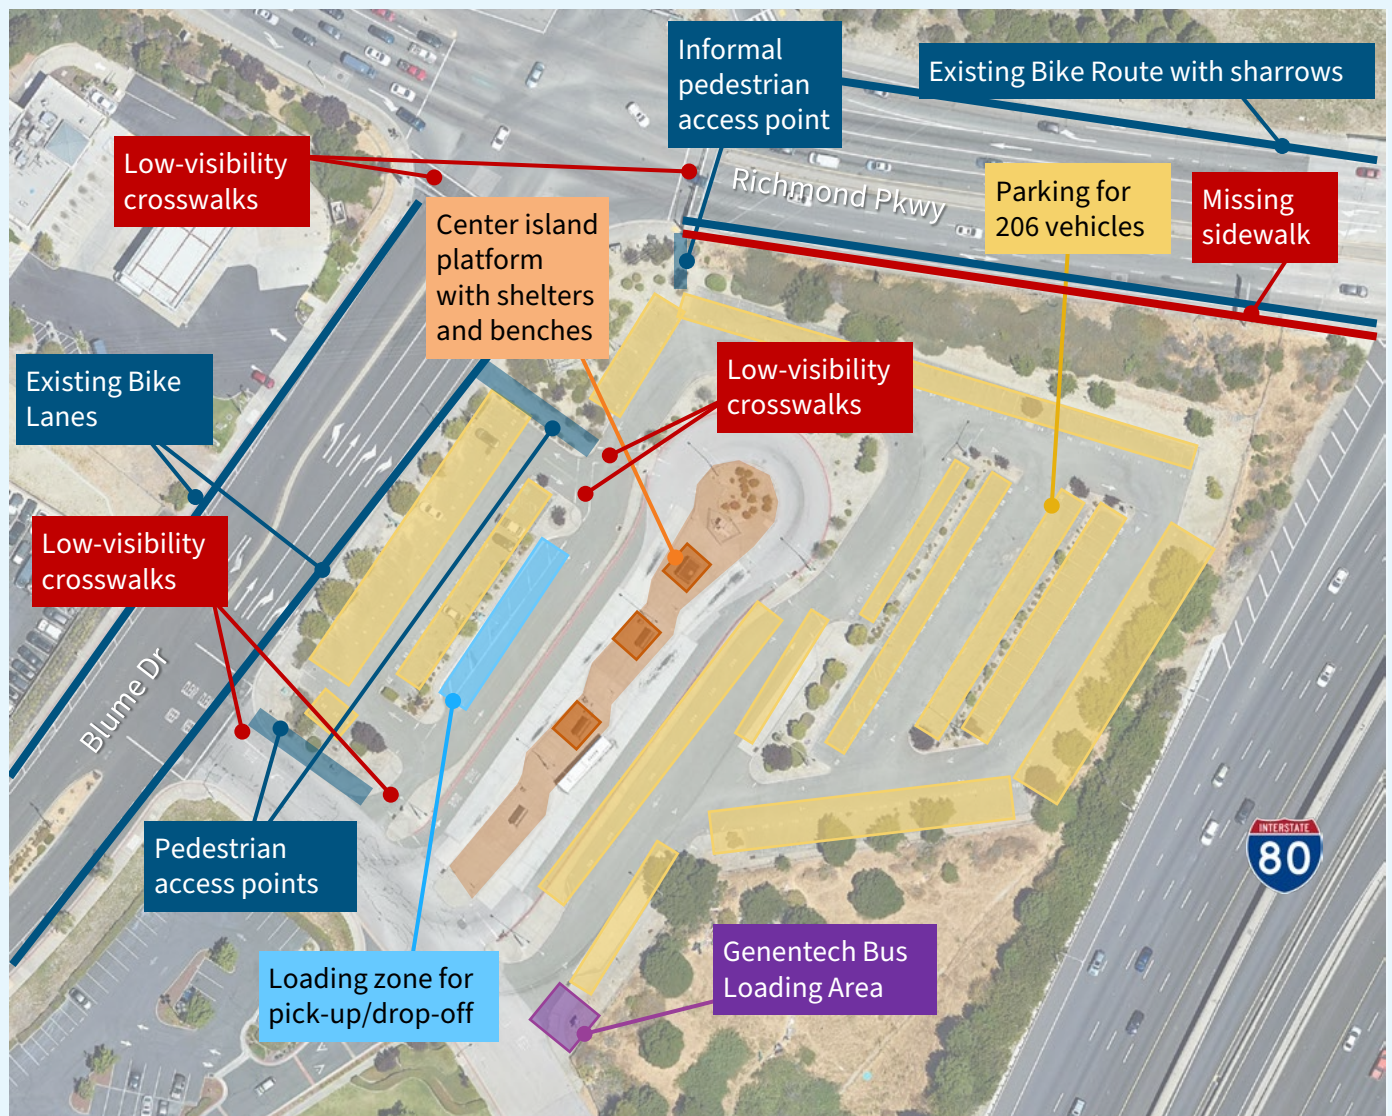 Informal
pedestrian
access point
Existing Bike Route with sharrows
Low-visibility
crosswalks
Richmond Pkwy
Parking for
206 vehicles
Missing
sidewalk
Center island
platform
with shelters
and benches
Existing Bike
Lanes
Low-visibility
crosswalks
Low-visibility
crosswalks
Blume Dr
Pedestrian
access points
INTERSTATE
80
Loading zone for
pick-up/drop-off
Genentech Bus
Loading Area